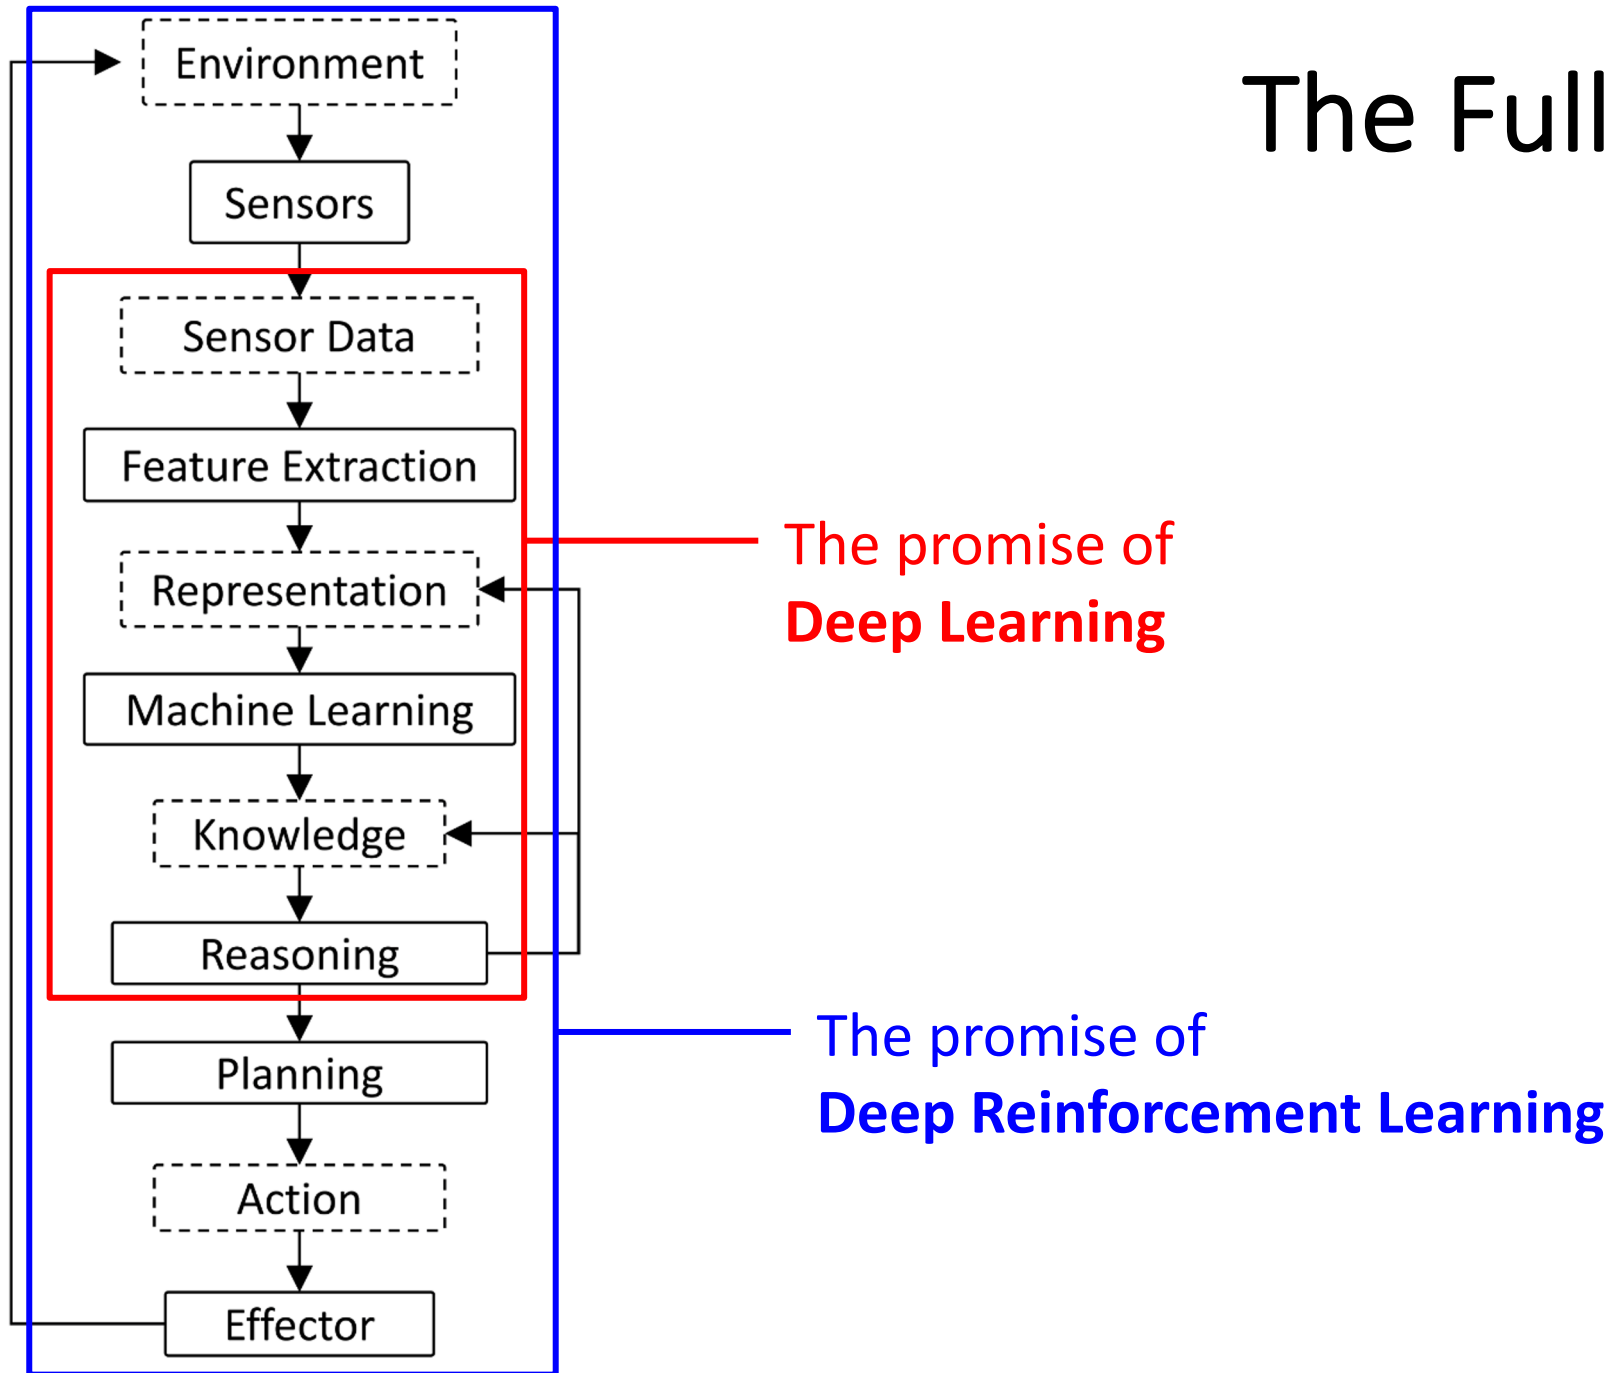 The Full
Environment
Sensors
Sensor Data
Feature Extraction
Representation
Machine Learning
Knowledge
Reasoning
Planning
Action
Effector
The promise of
Deep Learning
The promise of
Deep Reinforcement Learning